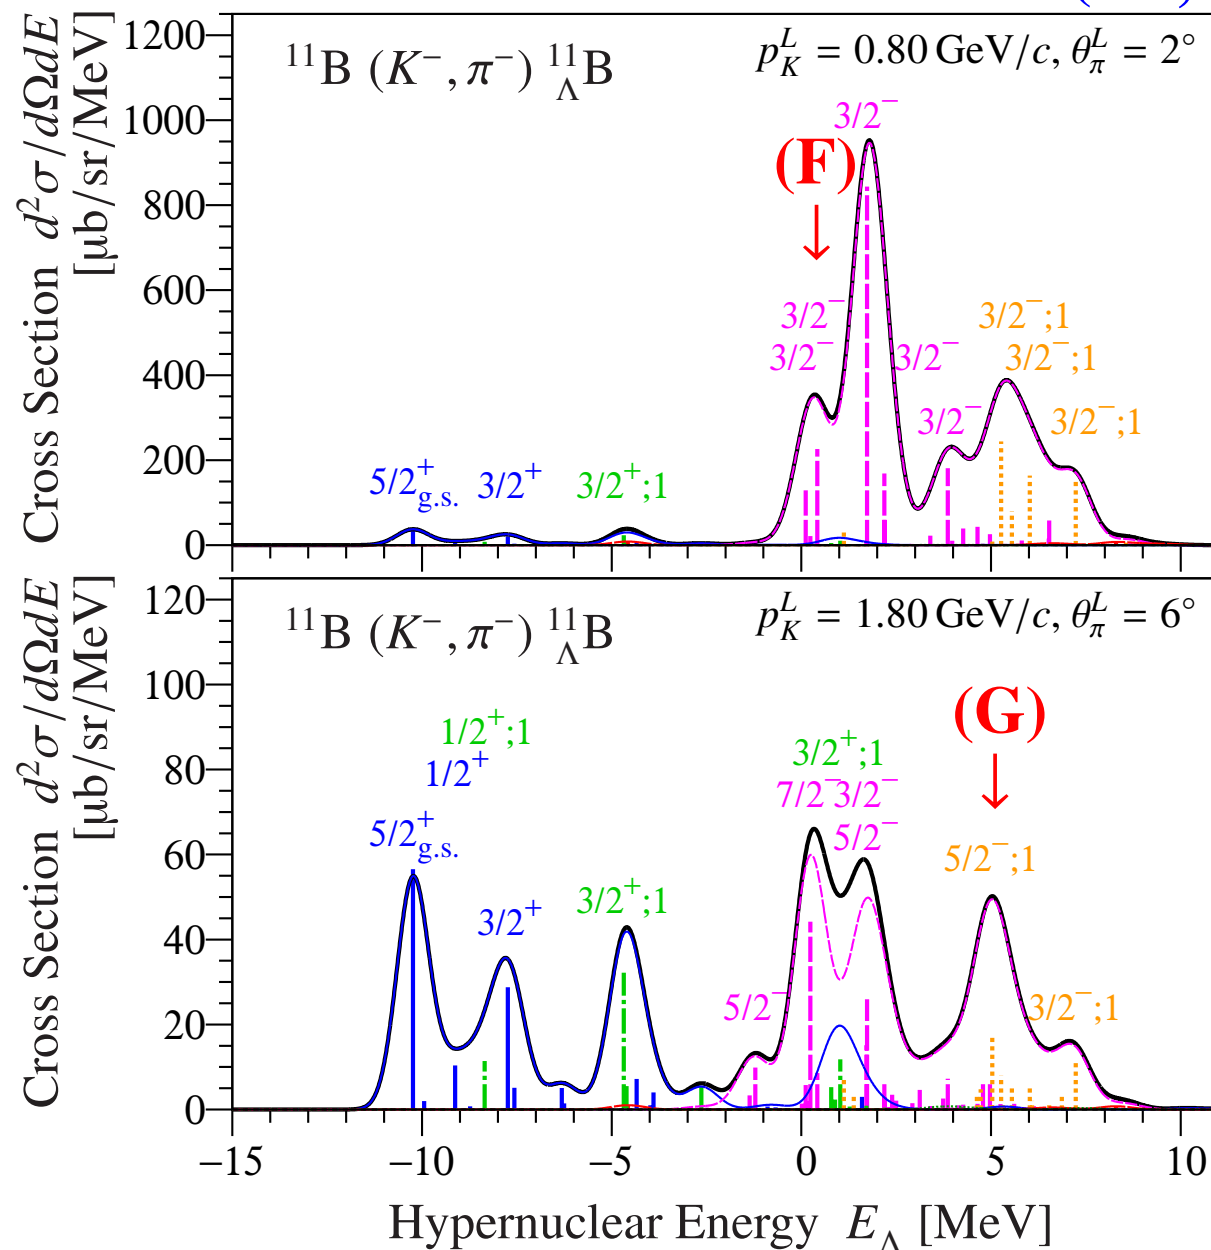 1200
1000
800
600
400
200
0
Cross Section d²σ/dΩdE
[μb/sr/MeV]
¹¹B (K⁻, π⁻) ¹¹ΛB
pᴸK = 0.80 GeV/c, θᴸπ = 2°
3/2⁻
(F)
3/2⁻
3/2⁻
3/2⁻
3/2⁻
3/2⁻;1
3/2⁻;1
3/2⁻;1
5/2⁺g.s.
3/2⁺
3/2⁺;1
120
100
80
60
40
20
0
Cross Section d²σ/dΩdE
[μb/sr/MeV]
¹¹B (K⁻, π⁻) ¹¹ΛB
pᴸK = 1.80 GeV/c, θᴸπ = 6°
(G)
1/2⁺;1
1/2⁺
5/2⁺g.s.
3/2⁺
3/2⁺;1
3/2⁺;1
7/2⁻ 3/2⁻
5/2⁻
5/2⁻
5/2⁻;1
3/2⁻;1
−15 −10 −5 0 5 10
Hypernuclear Energy EΛ [MeV]